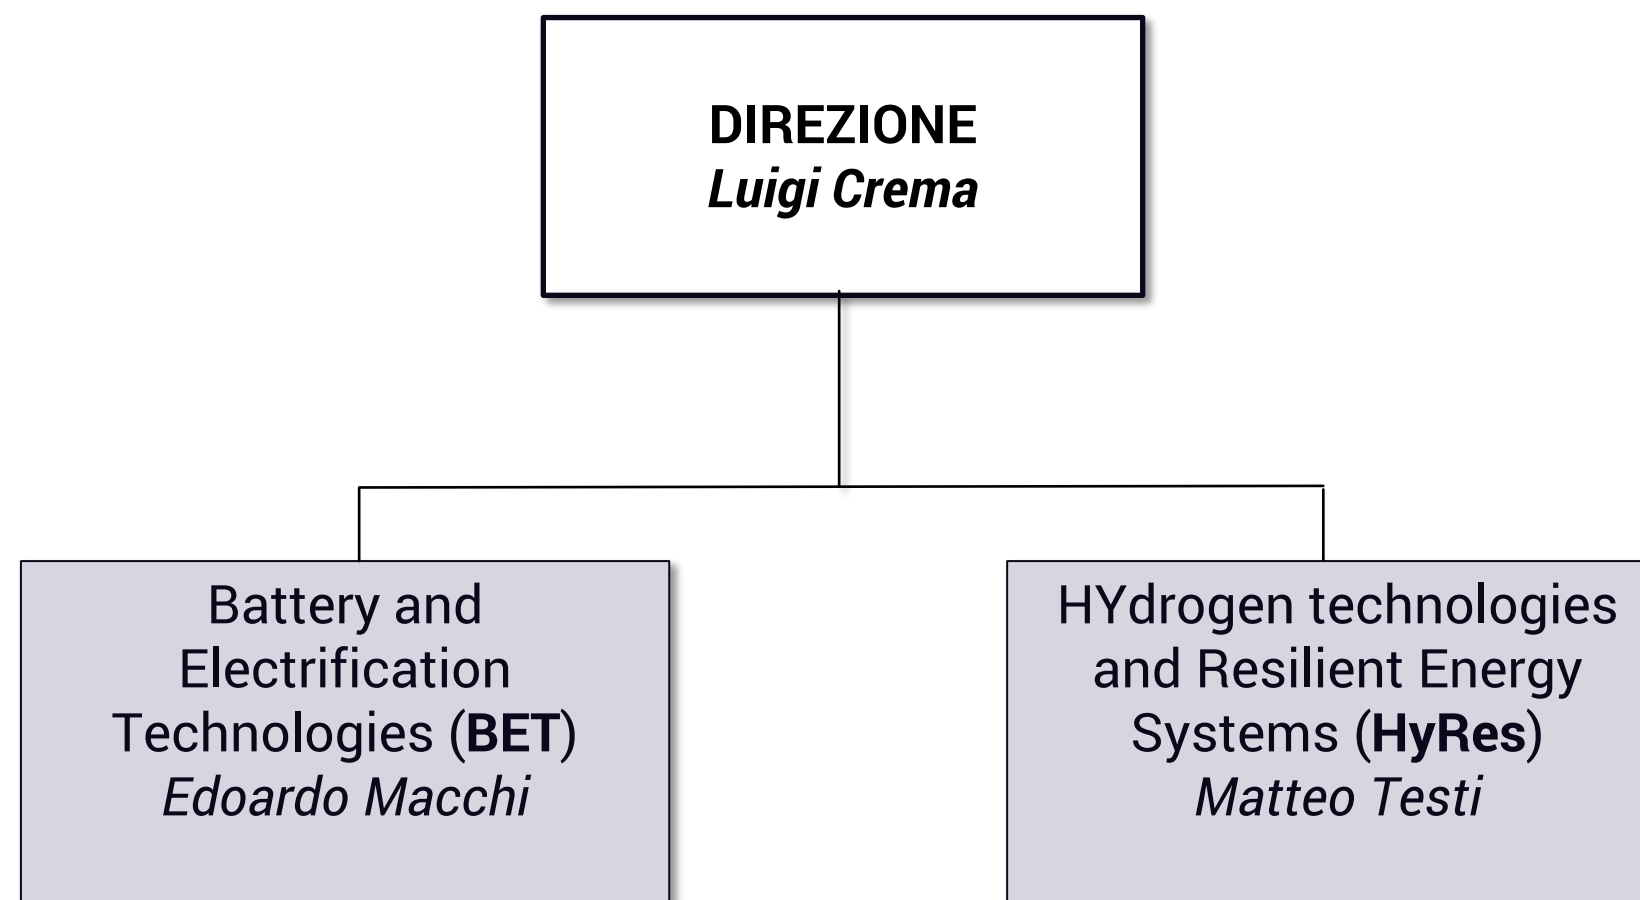 DIREZIONE
Luigi Crema
Battery and
Electrification
Technologies (BET)
Edoardo Macchi
HYdrogen technologies
and Resilient Energy
Systems (HyRes)
Matteo Testi